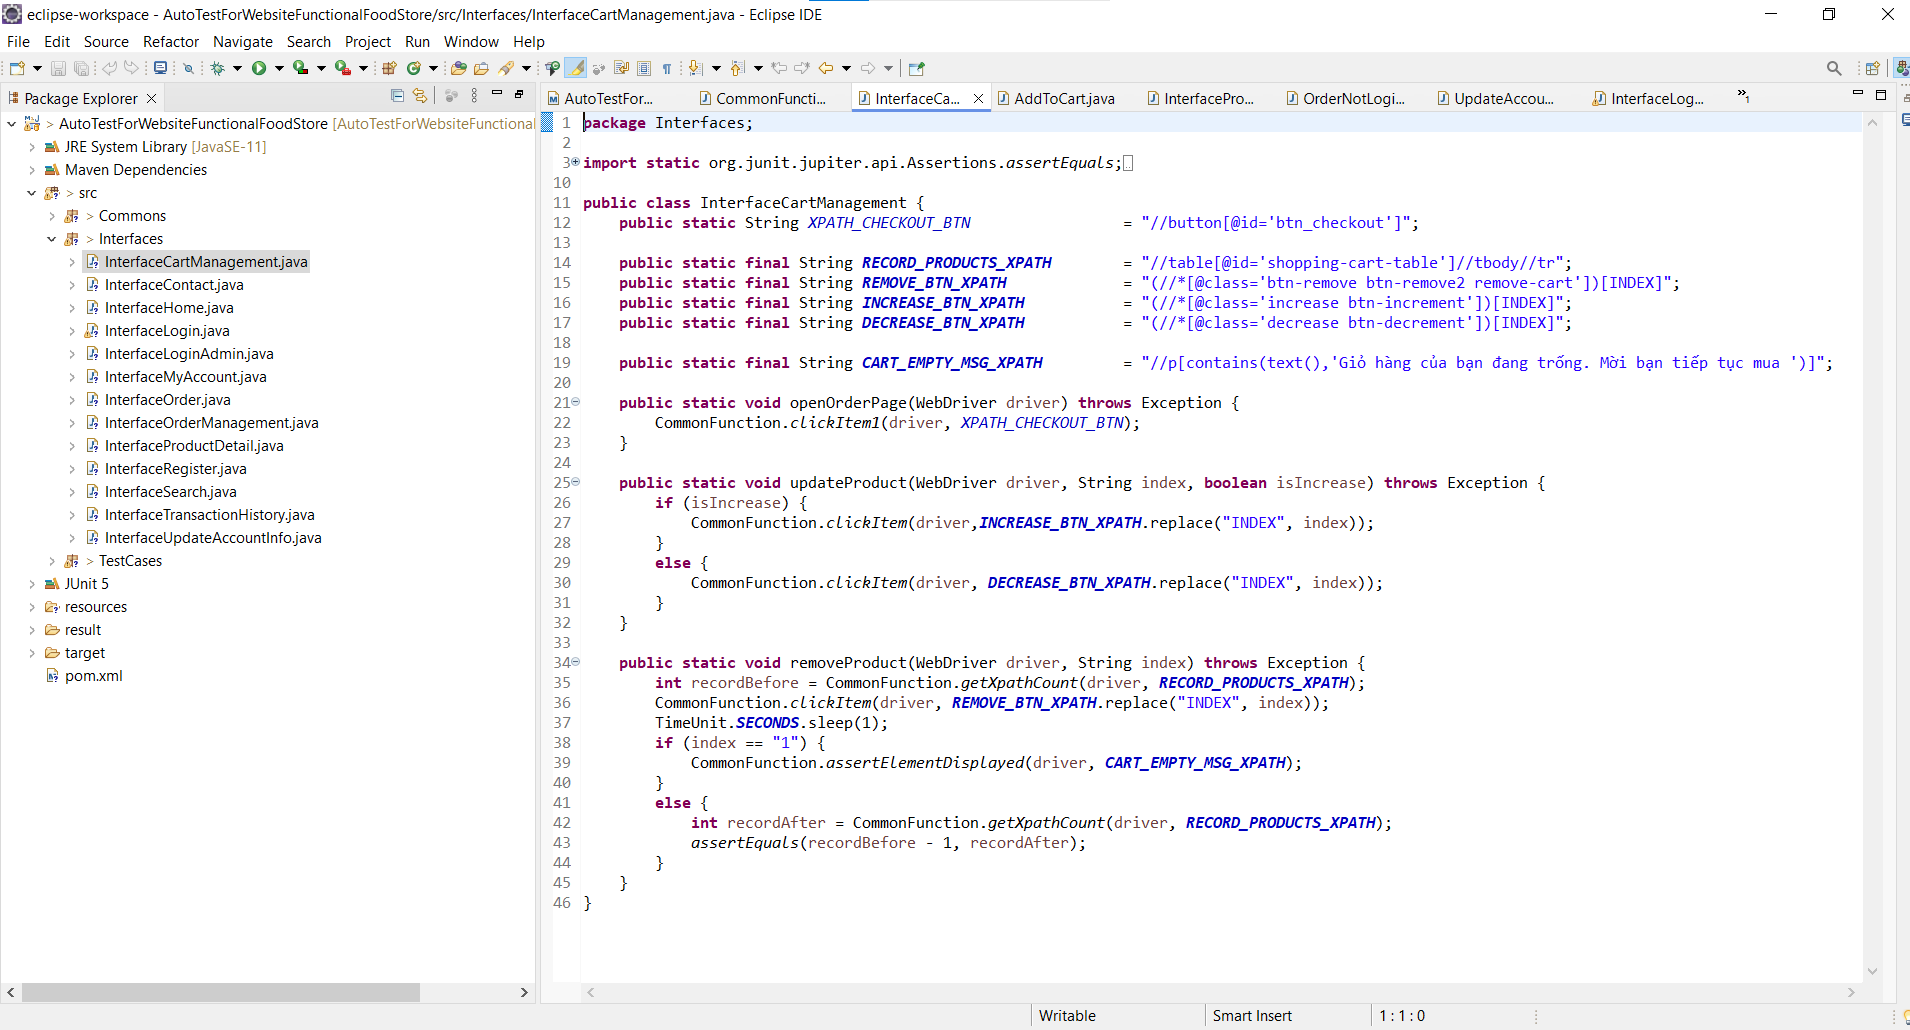 eclipse-workspace - AutoTestForWebsiteFunctionalFoodStore/src/Interfaces/InterfaceCartManagement.java - Eclipse IDE
File Edit Source Refactor Navigate Search Project Run Window Help
Package Explorer
AutoTestFor... CommonFuncti... InterfaceCa... AddToCart.java InterfacePro... OrderNotLogi... UpdateAccou... InterfaceLog... »1
> AutoTestForWebsiteFunctionalFoodStore [AutoTestForWebsiteFunctional
JRE System Library [JavaSE-11]
Maven Dependencies
> src
> Commons
> Interfaces
InterfaceCartManagement.java
InterfaceContact.java
InterfaceHome.java
InterfaceLogin.java
InterfaceLoginAdmin.java
InterfaceMyAccount.java
InterfaceOrder.java
InterfaceOrderManagement.java
InterfaceProductDetail.java
InterfaceRegister.java
InterfaceSearch.java
InterfaceTransactionHistory.java
InterfaceUpdateAccountInfo.java
> TestCases
JUnit 5
resources
result
target
pom.xml
1 package Interfaces;
2
3 import static org.junit.jupiter.api.Assertions.assertEquals;
10
11 public class InterfaceCartManagement {
12 public static String XPATH_CHECKOUT_BTN = "//button[@id='btn_checkout']";
13
14 public static final String RECORD_PRODUCTS_XPATH = "//table[@id='shopping-cart-table']//tbody//tr";
15 public static final String REMOVE_BTN_XPATH = "(//*[@class='btn-remove btn-remove2 remove-cart'])[INDEX]";
16 public static final String INCREASE_BTN_XPATH = "(//*[@class='increase btn-increment'])[INDEX]";
17 public static final String DECREASE_BTN_XPATH = "(//*[@class='decrease btn-decrement'])[INDEX]";
18
19 public static final String CART_EMPTY_MSG_XPATH = "//p[contains(text(),'Giỏ hàng của bạn đang trống. Mời bạn tiếp tục mua ')]";
20
21 public static void openOrderPage(WebDriver driver) throws Exception {
22 CommonFunction.clickItem1(driver, XPATH_CHECKOUT_BTN);
23 }
24
25 public static void updateProduct(WebDriver driver, String index, boolean isIncrease) throws Exception {
26 if (isIncrease) {
27 CommonFunction.clickItem(driver,INCREASE_BTN_XPATH.replace("INDEX", index));
28 }
29 else {
30 CommonFunction.clickItem(driver, DECREASE_BTN_XPATH.replace("INDEX", index));
31 }
32 }
33
34 public static void removeProduct(WebDriver driver, String index) throws Exception {
35 int recordBefore = CommonFunction.getXpathCount(driver, RECORD_PRODUCTS_XPATH);
36 CommonFunction.clickItem(driver, REMOVE_BTN_XPATH.replace("INDEX", index));
37 TimeUnit.SECONDS.sleep(1);
38 if (index == "1") {
39 CommonFunction.assertElementDisplayed(driver, CART_EMPTY_MSG_XPATH);
40 }
41 else {
42 int recordAfter = CommonFunction.getXpathCount(driver, RECORD_PRODUCTS_XPATH);
43 assertEquals(recordBefore - 1, recordAfter);
44 }
45 }
46 }
Writable Smart Insert 1 : 1 : 0